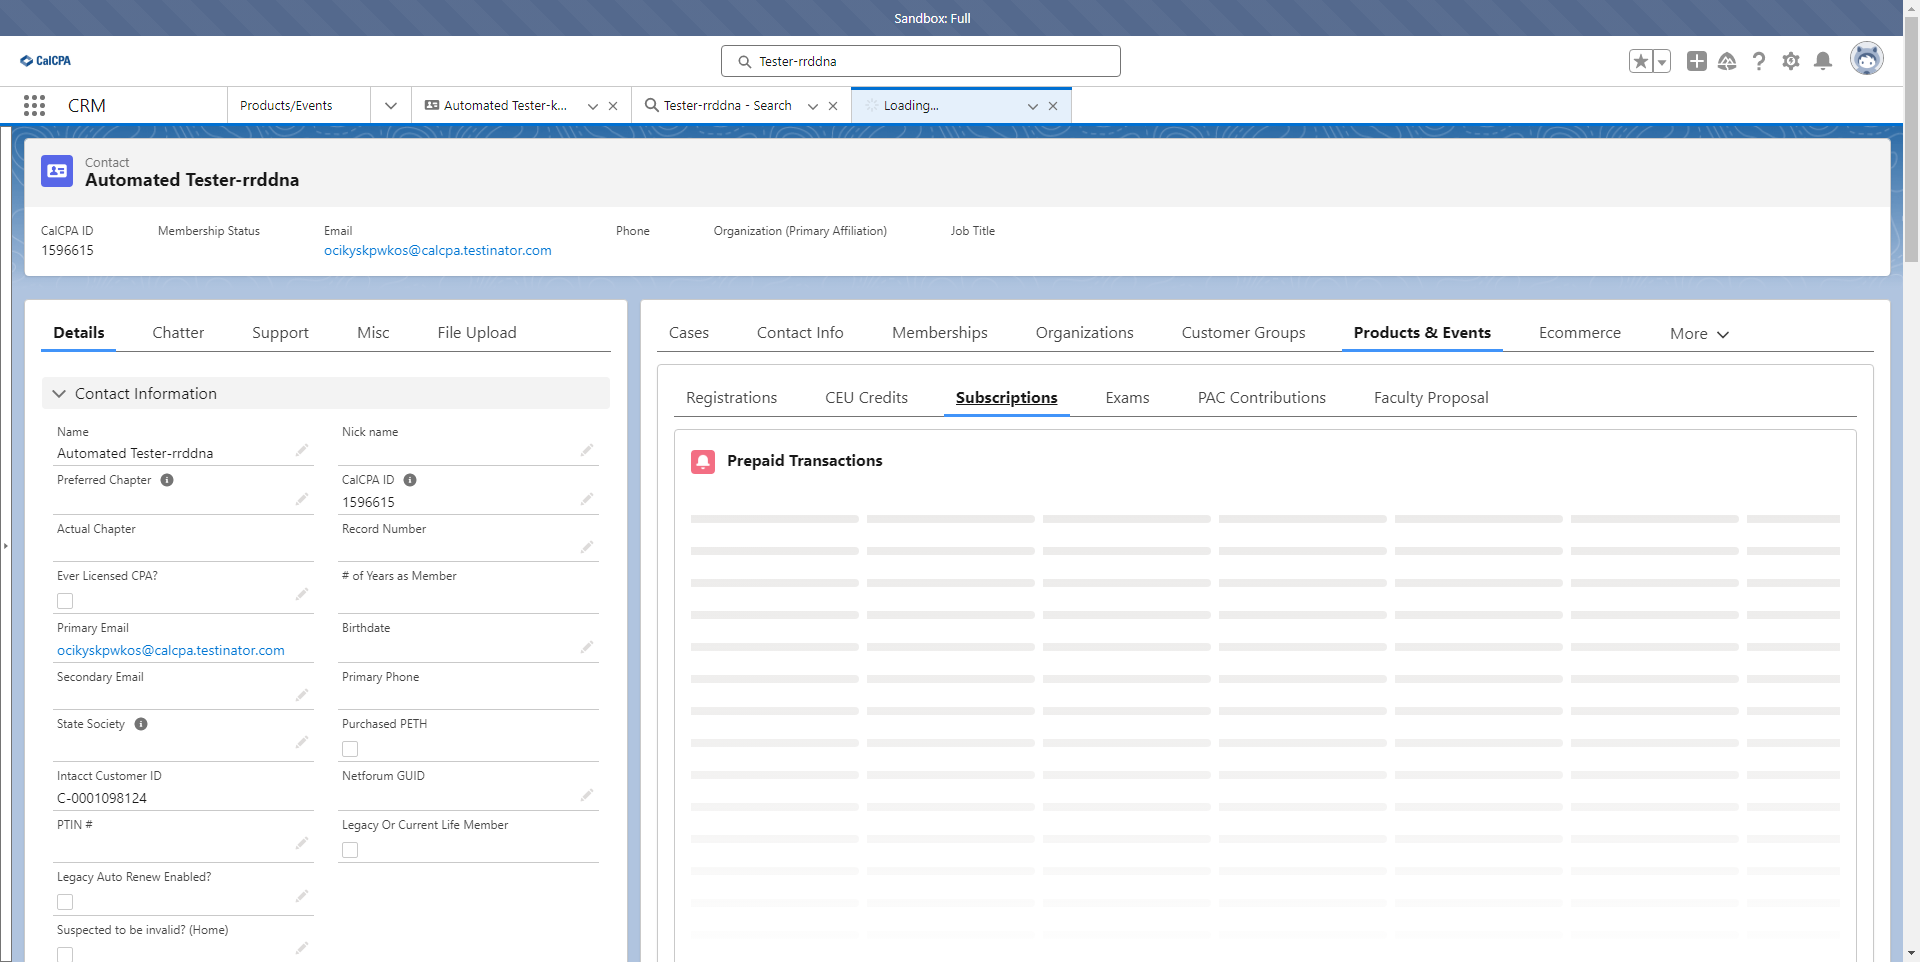 Sandbox: Full
CalCPA
Tester-rrddna
CRM
Products/Events
Automated Tester-k...
Tester-rrddna - Search
Loading...
Contact
Automated Tester-rrddna
CalCPA ID
1596615
Membership Status
Email
ocikyskpwkos@calcpa.testinator.com
Phone
Organization (Primary Affiliation)
Job Title
Details
Chatter
Support
Misc
File Upload
Contact Information
Name
Automated Tester-rrddna
Nick name
Preferred Chapter
CalCPA ID
1596615
Actual Chapter
Record Number
Ever Licensed CPA?
# of Years as Member
Primary Email
ocikyskpwkos@calcpa.testinator.com
Birthdate
Secondary Email
Primary Phone
State Society
Purchased PETH
Intacct Customer ID
C-0001098124
Netforum GUID
PTIN #
Legacy Or Current Life Member
Legacy Auto Renew Enabled?
Suspected to be invalid? (Home)
Cases
Contact Info
Memberships
Organizations
Customer Groups
Products & Events
Ecommerce
More
Registrations
CEU Credits
Subscriptions
Exams
PAC Contributions
Faculty Proposal
Prepaid Transactions